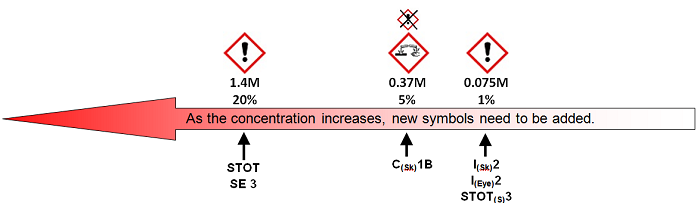 1.4M
20%
0.37M
5%
0.075M
1%
As the concentration increases, new symbols need to be added.
STOT
SE 3
C(Sk)1B
I(Sk)2
I(Eye)2
STOT(S)3